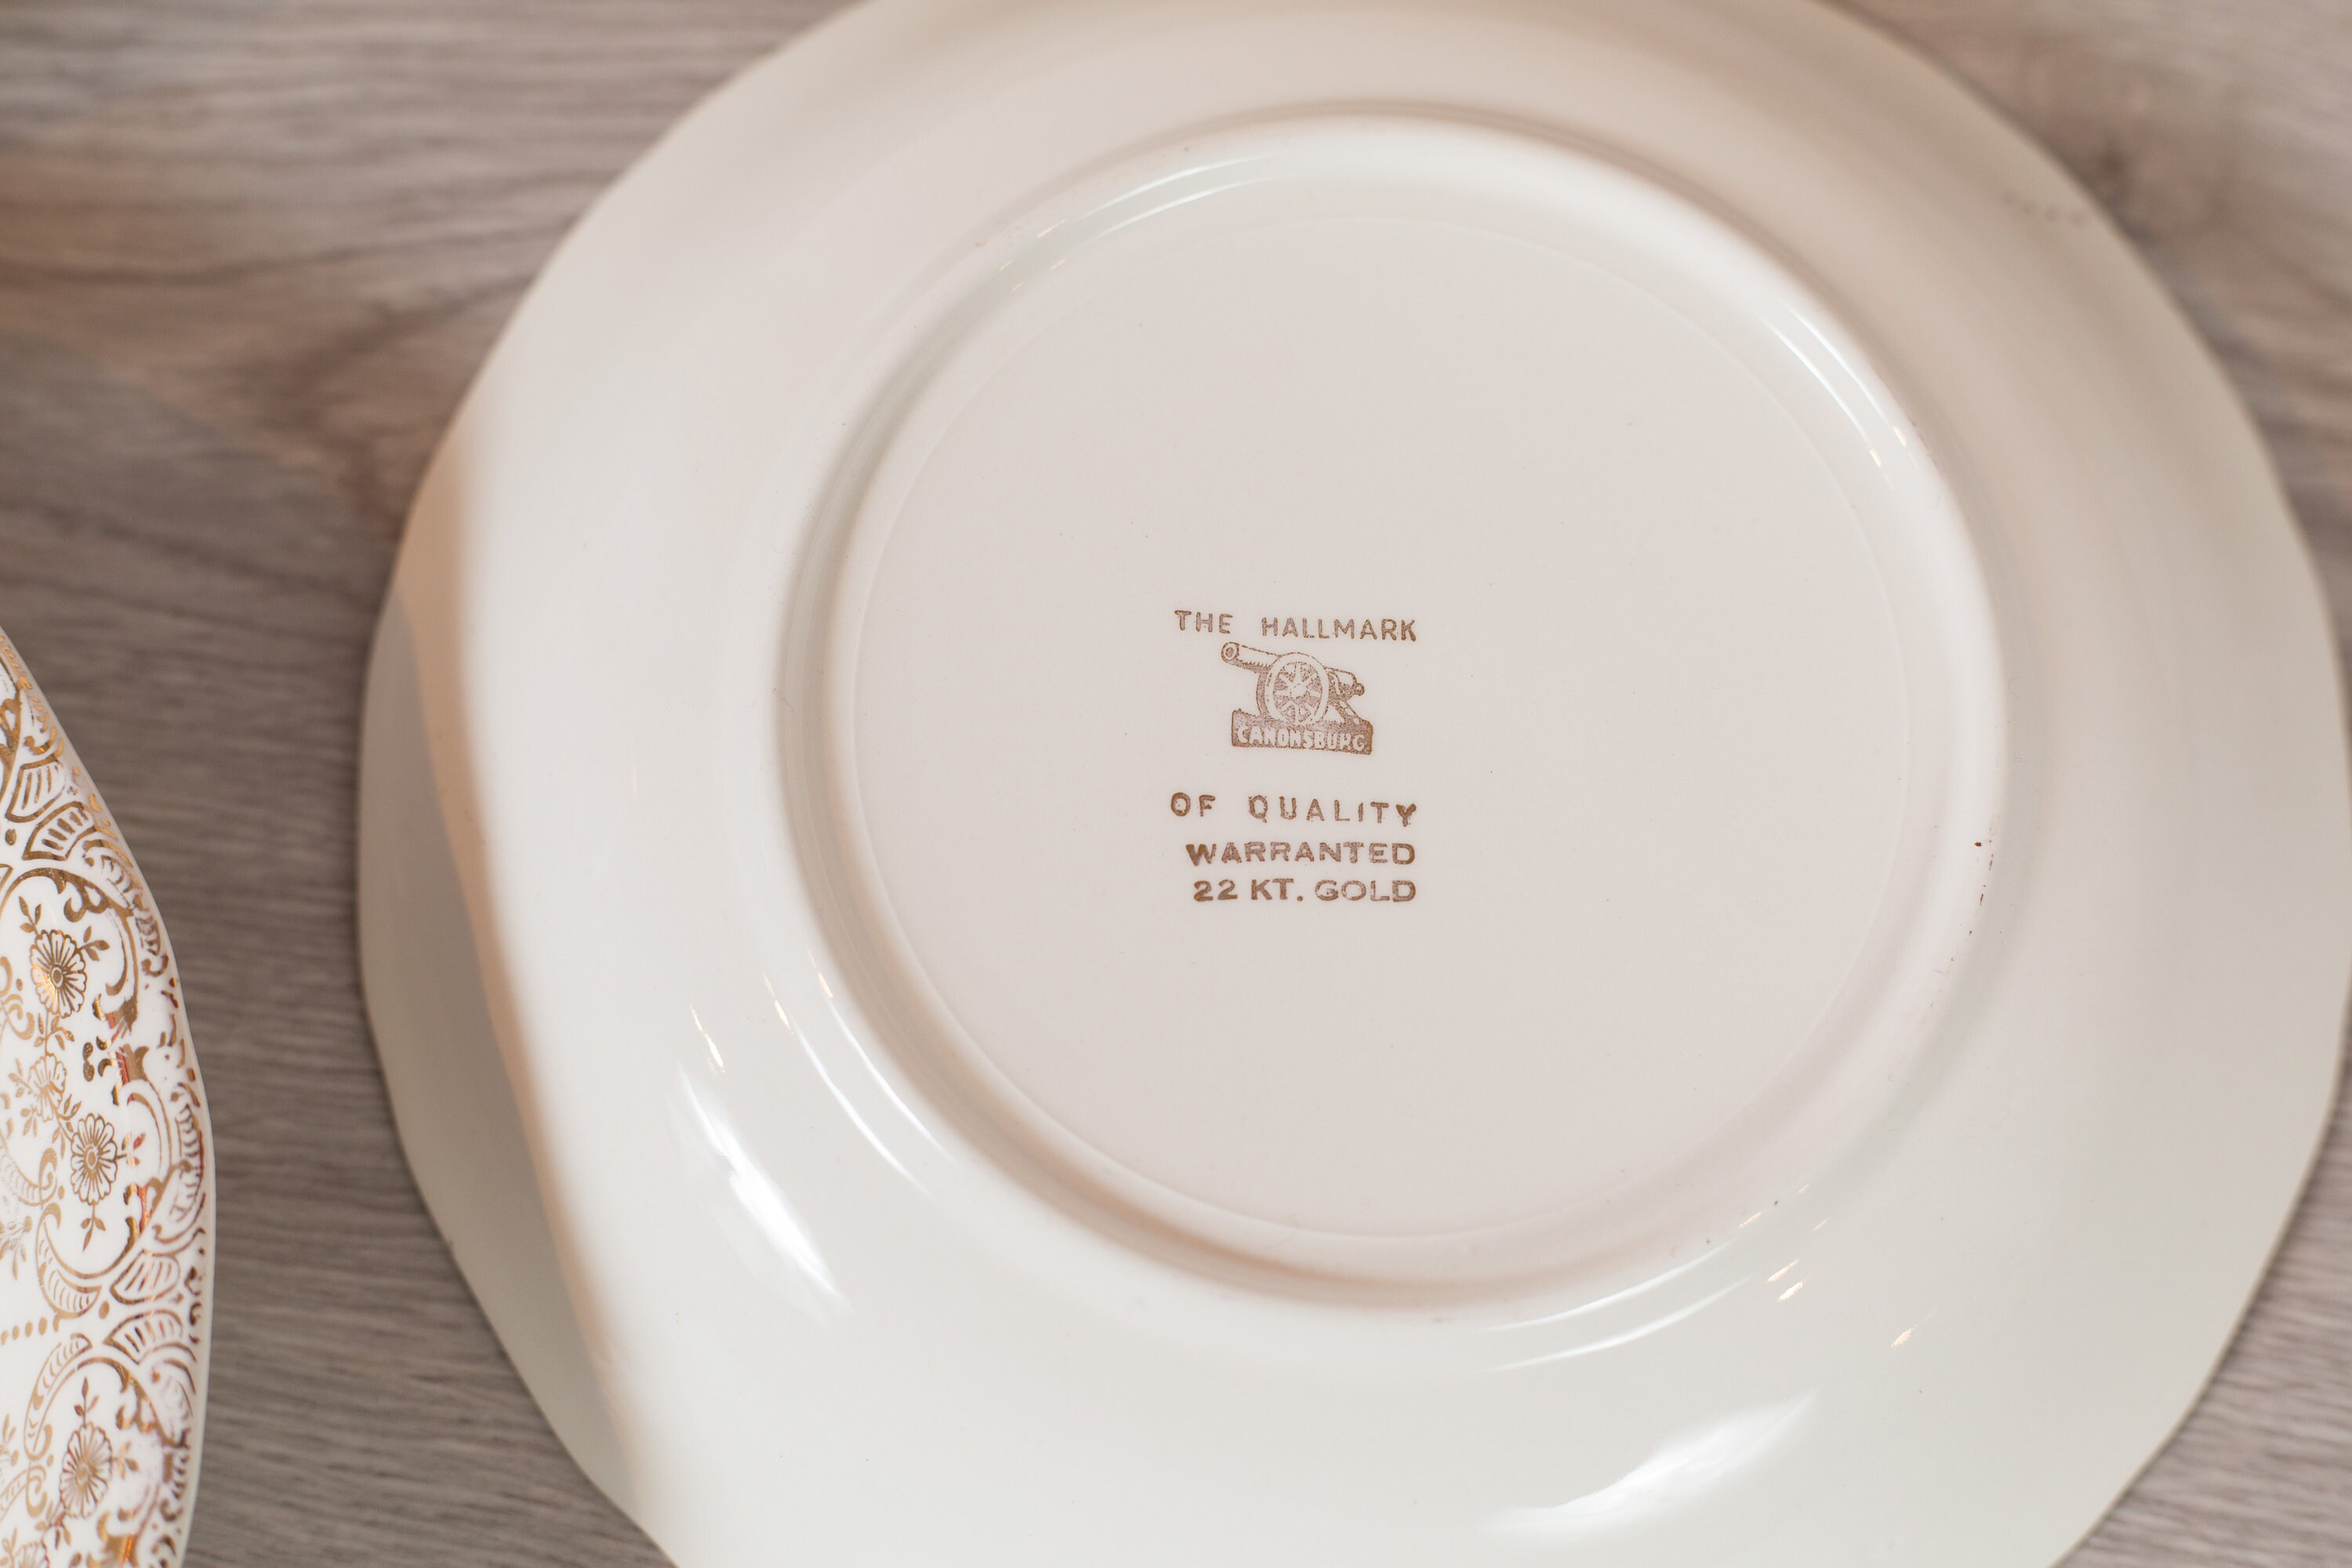 THE HALLMARK
CANONSBURG
OF QUALITY
WARRANTED
22 KT. GOLD